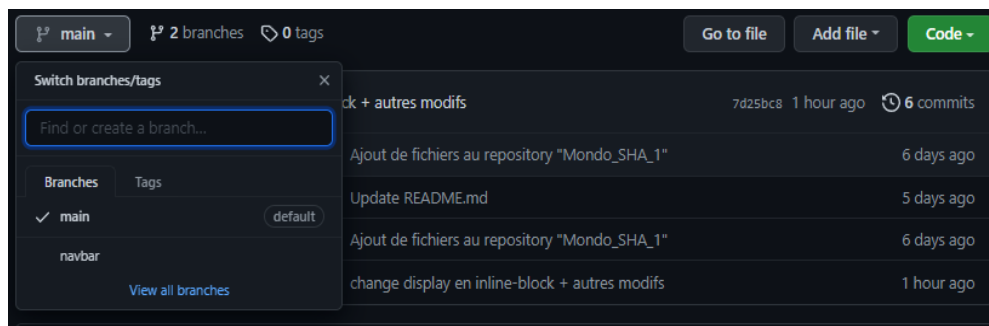 main 2 branches 0 tags Go to file Add file Code
Switch branches/tags
ck + autres modifs 7d25bc8 1 hour ago 6 commits
Find or create a branch...
Ajout de fichiers au repository "Mondo_SHA_1" 6 days ago
Branches Tags
Update README.md 5 days ago
main default
Ajout de fichiers au repository "Mondo_SHA_1" 6 days ago
navbar
change display en inline-block + autres modifs 1 hour ago
View all branches